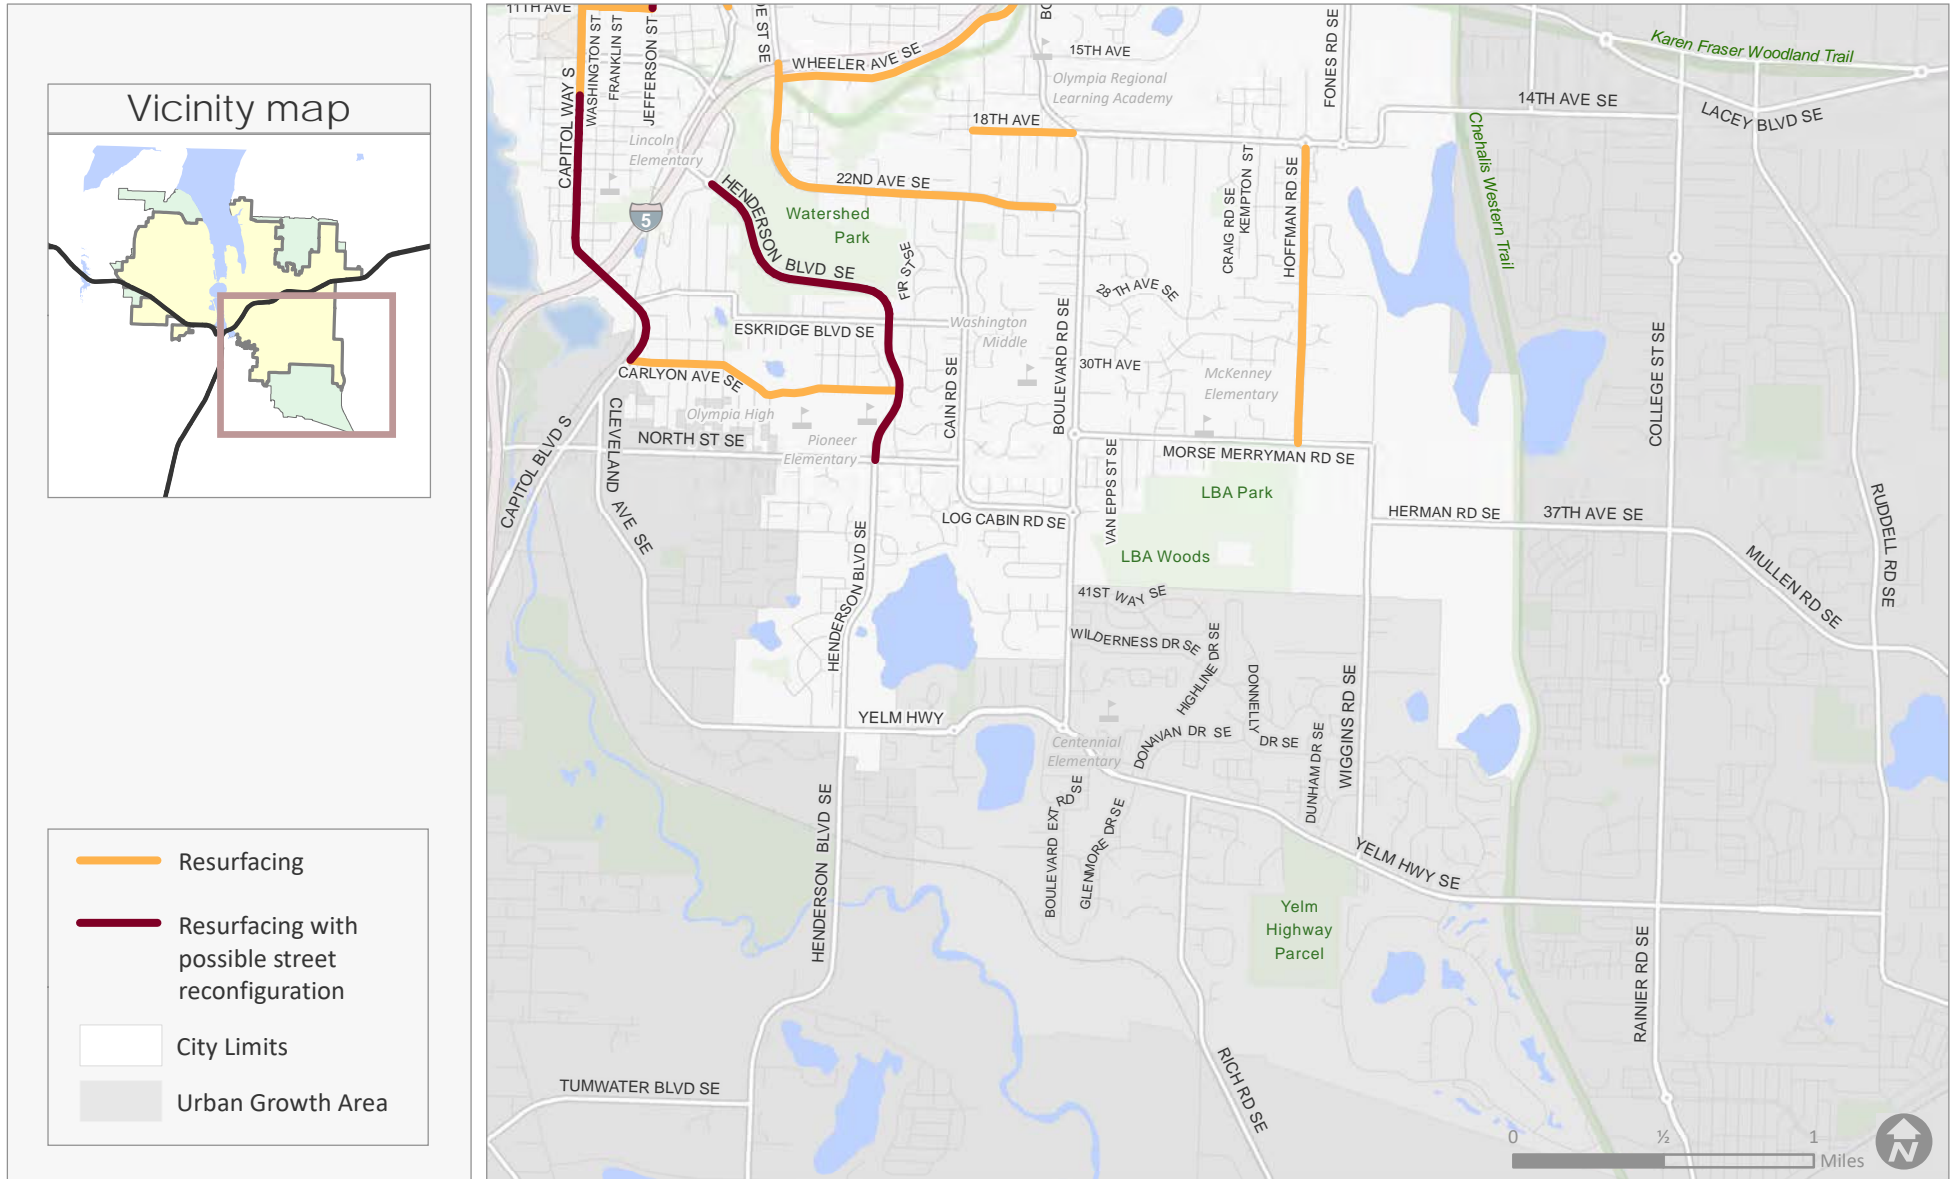 Vicinity map
Resurfacing
Resurfacing with
possible street
reconfiguration
City Limits
Urban Growth Area
11TH AVE
WASHINGTON ST
FRANKLIN ST
JEFFERSON ST
CAPITOL WAY S
WHEELER AVE SE
15TH AVE
Olympia Regional
Learning Academy
FONES RD SE
Karen Fraser Woodland Trail
14TH AVE SE
LACEY BLVD SE
18TH AVE
Lincoln
Elementary
22ND AVE SE
HENDERSON BLVD SE
Watershed
Park
5
FIR ST SE
CRAIG RD SE
KEMPTON ST
HOFFMAN RD SE
Chehalis Western Trail
28TH AVE SE
BOULEVARD RD SE
ESKRIDGE BLVD SE
Washington
Middle
30TH AVE
McKenney
Elementary
COLLEGE ST SE
CARLYON AVE SE
Olympia High
CAIN RD SE
NORTH ST SE
Pioneer
Elementary
CLEVELAND AVE SE
CAPITOL BLVD S
MORSE MERRYMAN RD SE
VAN EPPS ST SE
LBA Park
LOG CABIN RD SE
HERMAN RD SE
37TH AVE SE
RUDDELL RD SE
LBA Woods
MULLEN RD SE
HENDERSON BLVD SE
41ST WAY SE
WILDERNESS DR SE
HIGHLINE DR SE
DONNELLY DR SE
WIGGINS RD SE
YELM HWY
Centennial
Elementary
DONAVAN DR SE
DUNHAM DR SE
BOULEVARD EXT RD SE
GLENMORE DR SE
HENDERSON BLVD SE
YELM HWY SE
Yelm
Highway
Parcel
RAINIER RD SE
RICH RD SE
TUMWATER BLVD SE
0 ½ 1
Miles
N